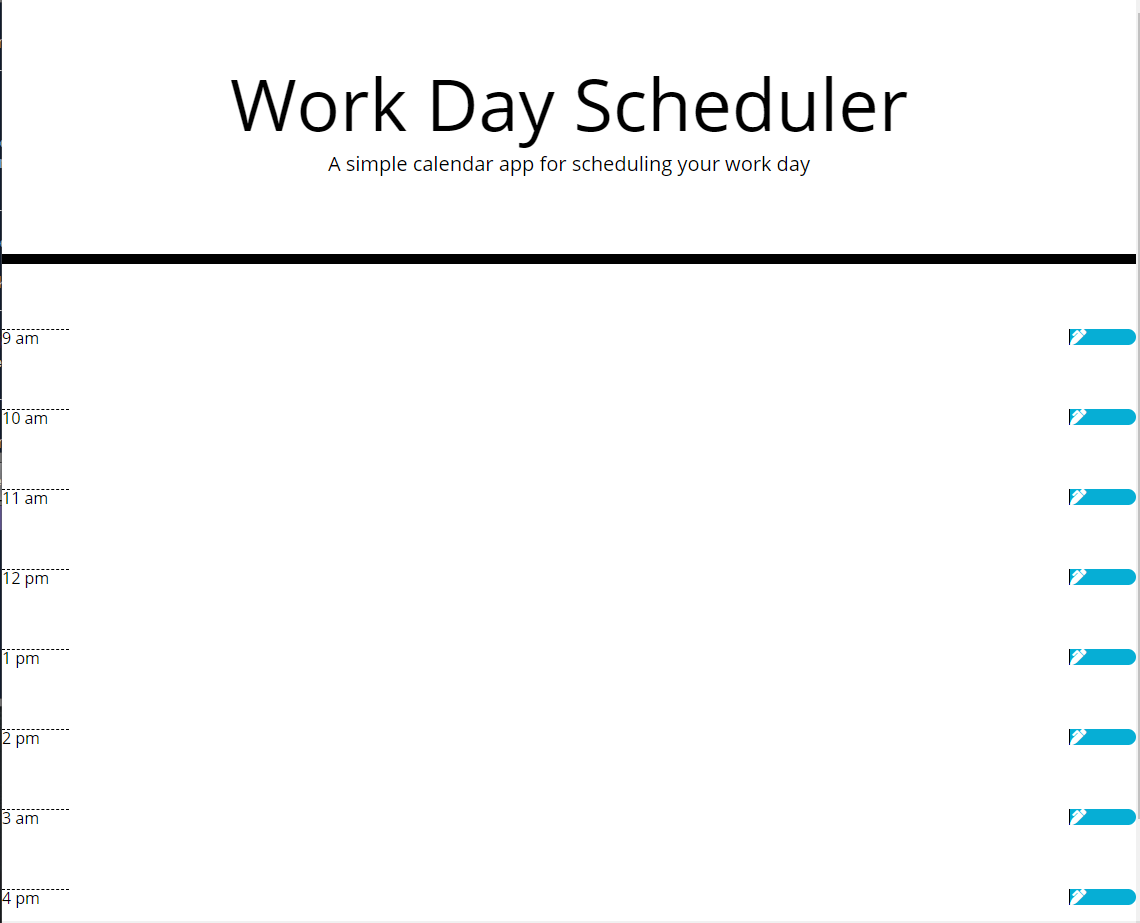 Work Day Scheduler
A simple calendar app for scheduling your work day
9 am
10 am
11 am
12 pm
1 pm
2 pm
3 am
4 pm